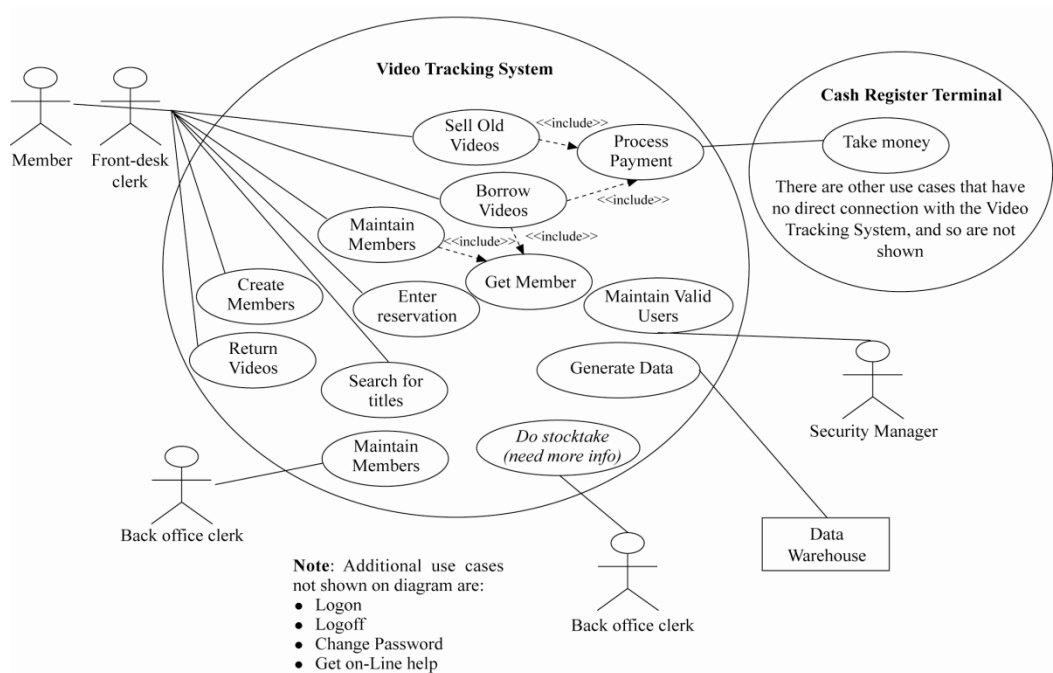 Video Tracking System
Cash Register Terminal
Member
Front-desk
clerk
Sell Old
Videos
<<include>>
Process
Payment
Take money
There are other use cases that have
no direct connection with the Video
Tracking System, and so are not
shown
Borrow
Videos
<<include>>
Maintain
Members
<<include>>
Get Member
Create
Members
Enter
reservation
Maintain Valid
Users
Return
Videos
Search for
titles
Generate Data
Security Manager
Maintain
Members
Do stocktake
(need more info)
Back office clerk
Data
Warehouse
Back office clerk
Note: Additional use cases
not shown on diagram are:
● Logon
● Logoff
● Change Password
● Get on-Line help